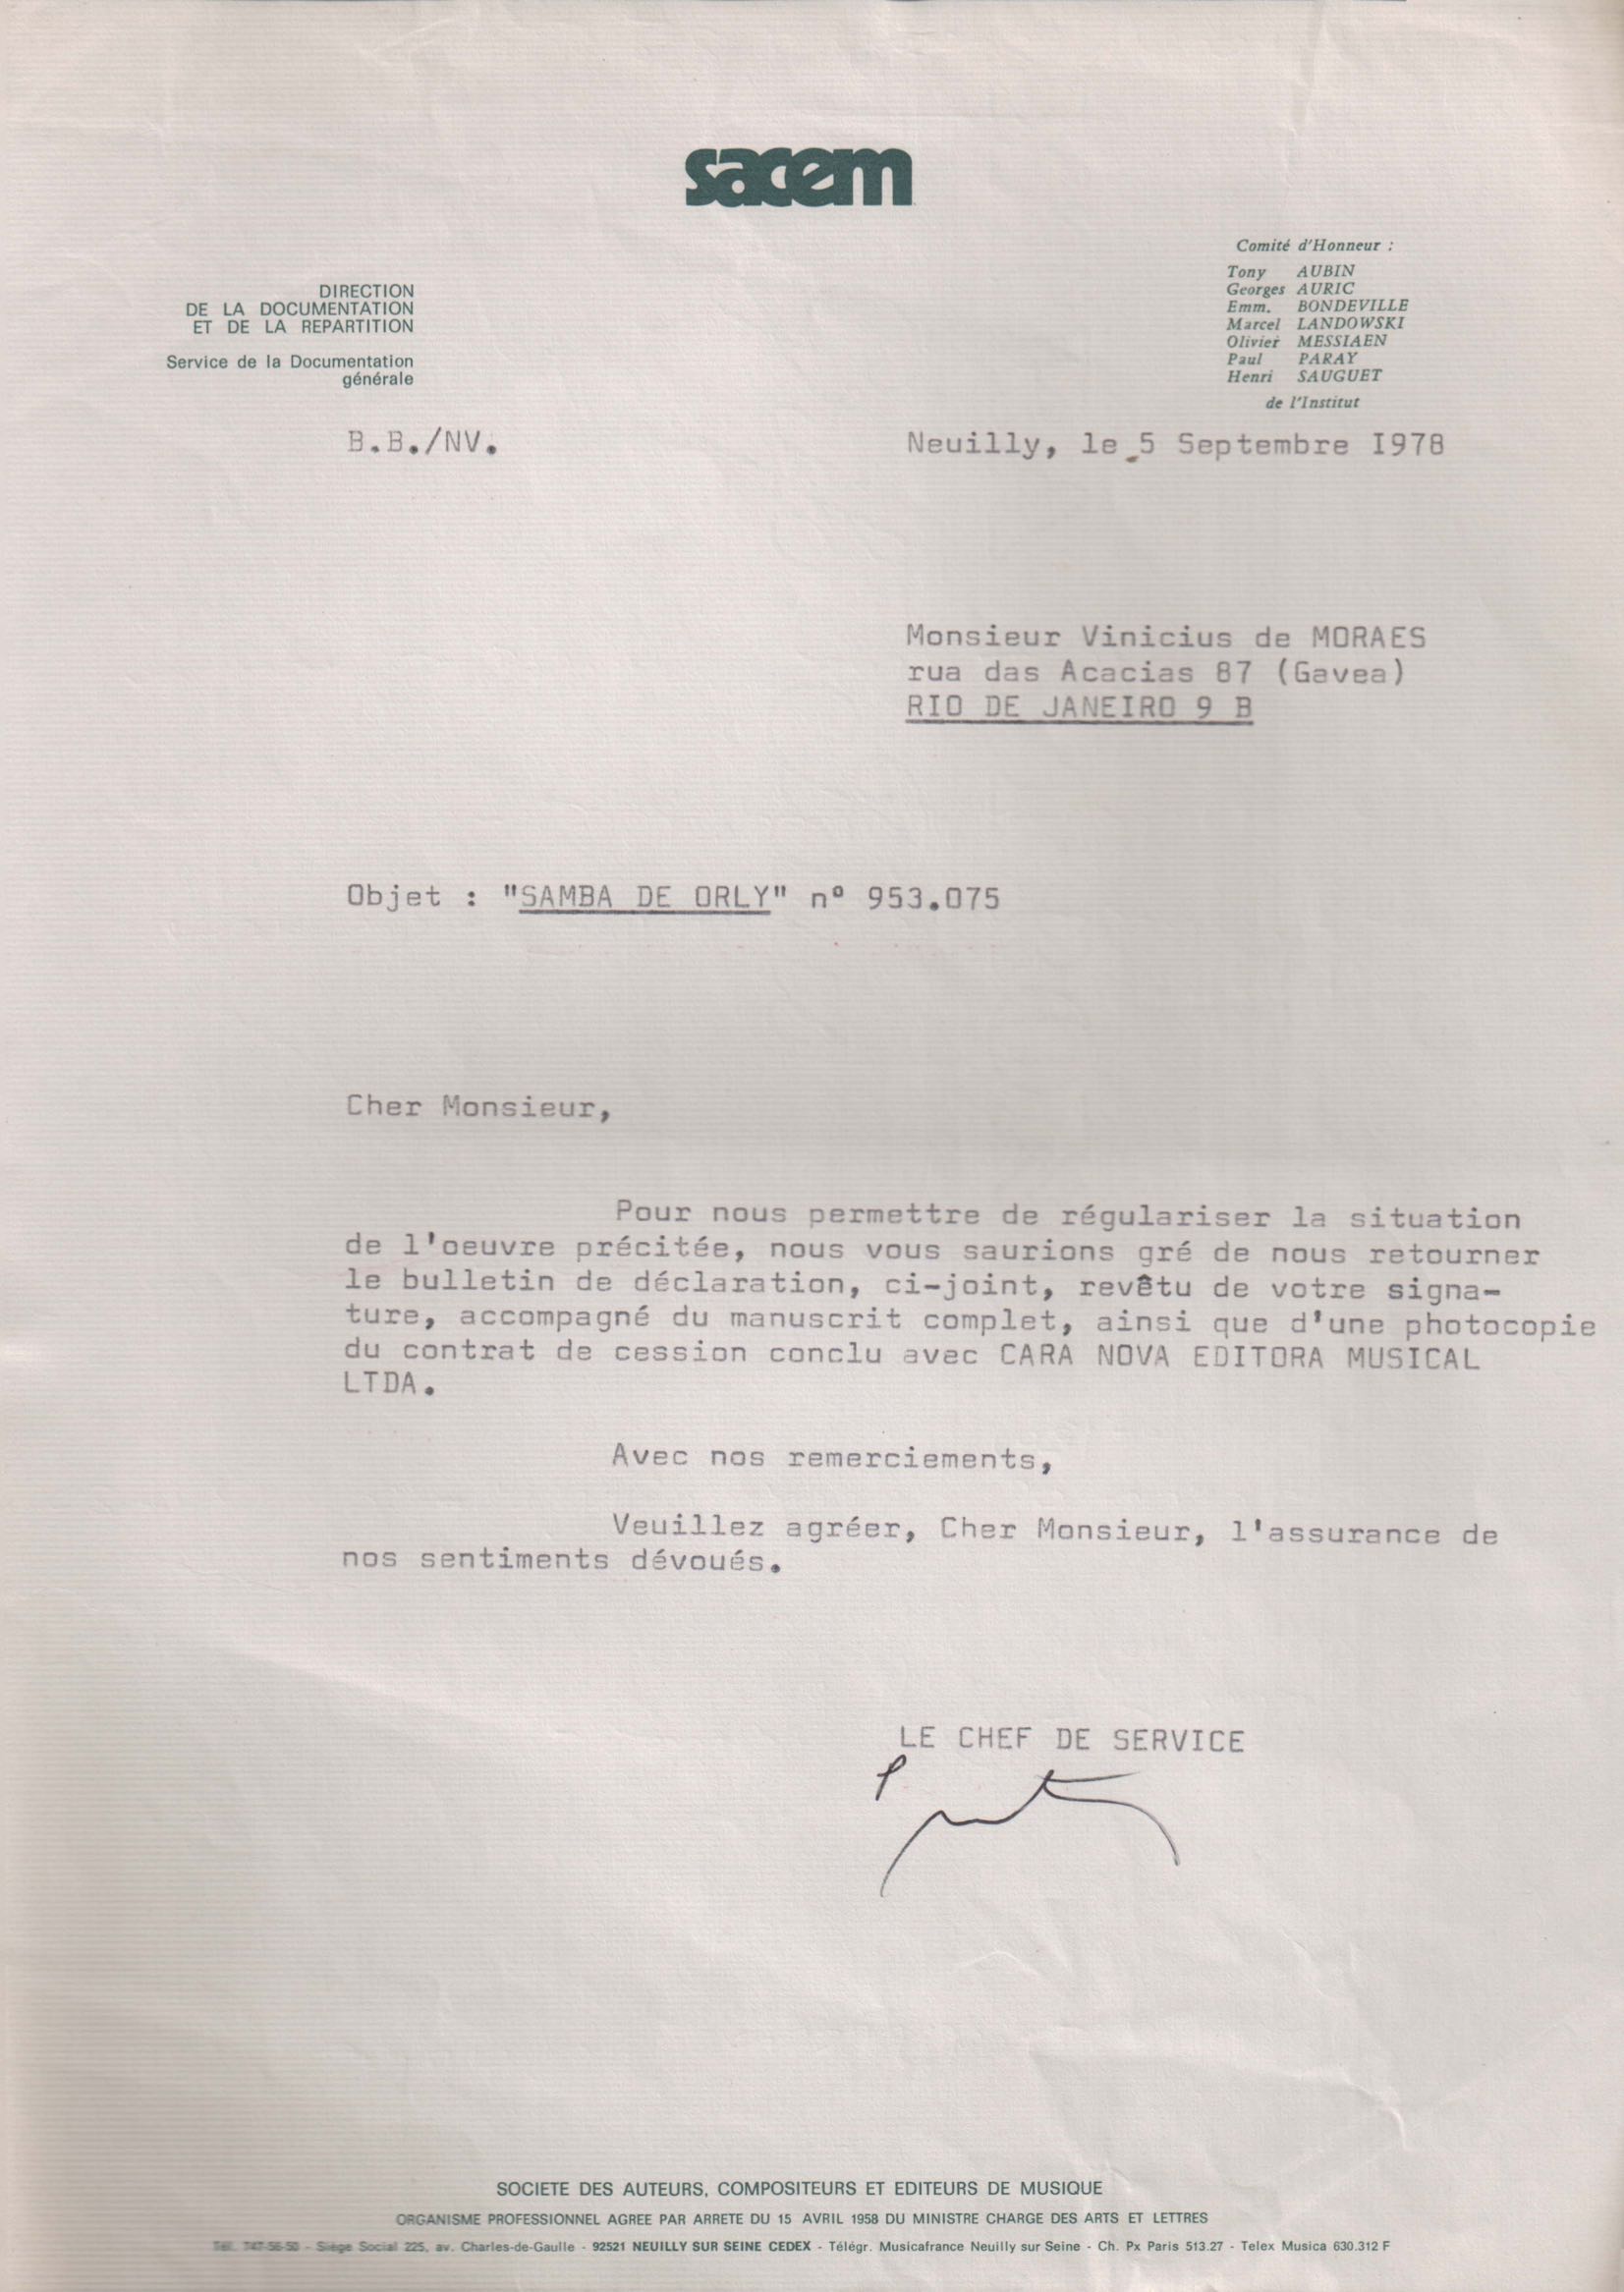 sacem
DIRECTION
DE LA DOCUMENTATION
ET DE LA REPARTITION
Service de la Documentation
générale
Comité d'Honneur :
Tony AUBIN
Georges AURIC
Emm. BONDEVILLE
Marcel LANDOWSKI
Olivier MESSIAEN
Paul PARAY
Henri SAUGUET
de l'Institut
B.B./NV.
Neuilly, le 5 Septembre I978
Monsieur Vinicius de MORAES
rua das Acacias 87 (Gavea)
RIO DE JANEIRO 9 B
Objet : "SAMBA DE ORLY" nº 953.075
Cher Monsieur,
Pour nous permettre de régulariser la situation
de l'oeuvre précitée, nous vous saurions gré de nous retourner
le bulletin de déclaration, ci-joint, revêtu de votre signa-
ture, accompagné du manuscrit complet, ainsi que d'une photocopie
du contrat de cession conclu avec CARA NOVA EDITORA MUSICAL
LTDA.
Avec nos remerciements,
Veuillez agréer, Cher Monsieur, l'assurance de
nos sentiments dévoués.
LE CHEF DE SERVICE
SOCIETE DES AUTEURS, COMPOSITEURS ET EDITEURS DE MUSIQUE
ORGANISME PROFESSIONNEL AGREE PAR ARRETE DU 15 AVRIL 1958 DU MINISTRE CHARGE DES ARTS ET LETTRES
Tél. 747-56-50 - Siège Social 225, av. Charles-de-Gaulle - 92521 NEUILLY SUR SEINE CEDEX - Télégr. Musicafrance Neuilly sur Seine - Ch. Px Paris 513.27 - Telex Musica 630.312 F